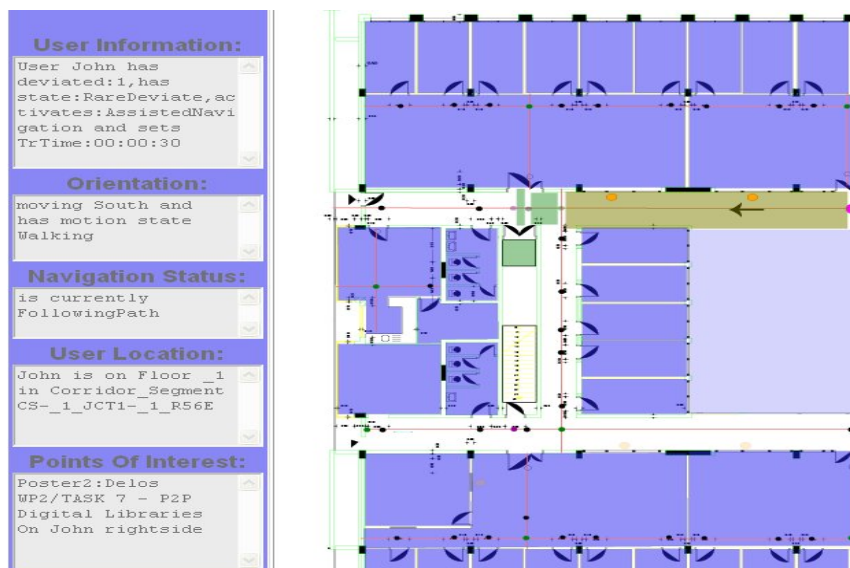 User Information:
User John has
deviated:1,has
state:RareDeviate,ac
tivates:AssistedNavi
gation and sets
TrTime:00:00:30
Orientation:
moving South and
has motion state
Walking
Navigation Status:
is currently
FollowingPath
User Location:
John is on Floor _1
in Corridor_Segment
CS-_1_JCT1-_1_R56E
Points Of Interest:
Poster2:Delos
WP2/TASK 7 - P2P
Digital Libraries
On John rightside